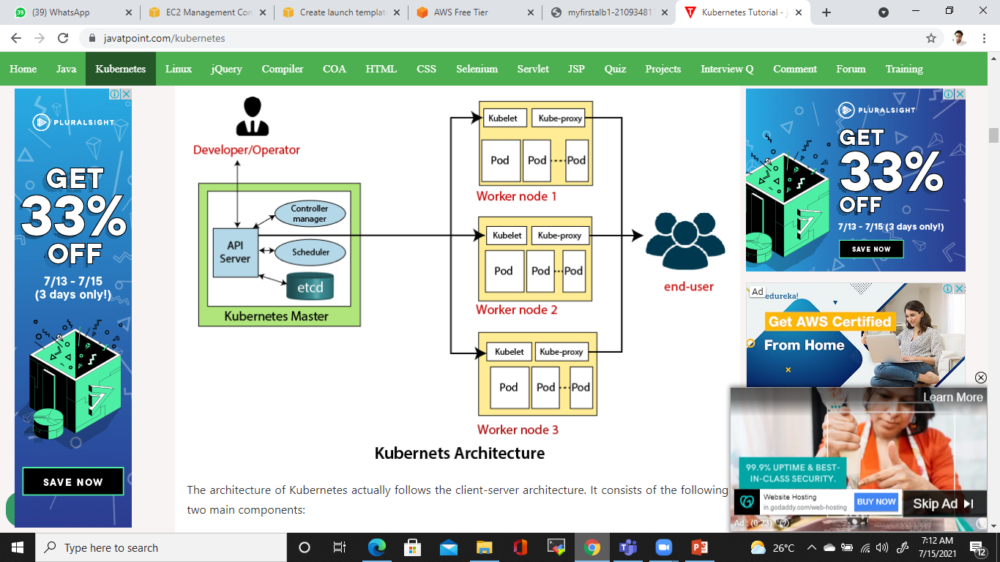 (39) WhatsApp
EC2 Management Con
Create launch templat
AWS Free Tier
myfirstalb1-210934817
Kubernetes Tutorial - j
javatpoint.com/kubernetes
Home Java Kubernetes Linux jQuery Compiler COA HTML CSS Selenium Servlet JSP Quiz Projects Interview Q Comment Forum Training
PLURALSIGHT
GET
33%
OFF
7/13 - 7/15
(3 days only!)
SAVE NOW
Developer/Operator
Controller
manager
API
Server
Scheduler
etcd
Kubernetes Master
Kubelet Kube-proxy
Pod Pod Pod
Worker node 1
Kubelet Kube-proxy
Pod Pod Pod
Worker node 2
Kubelet Kube-proxy
Pod Pod Pod
Worker node 3
end-user
Kubernets Architecture
The architecture of Kubernetes actually follows the client-server architecture. It consists of the following
two main components:
PLURALSIGHT
GET
33%
OFF
7/13 - 7/15 (3 days only!)
SAVE NOW
Ad
edureka!
Get AWS Certified
From Home
Learn More
99.9% UPTIME & BEST-
IN-CLASS SECURITY.
Website Hosting
in.godaddy.com/web-hosting
BUY NOW
Skip Ad
Ad : (0:23)
Type here to search
26°C
7:12 AM
7/15/2021
12